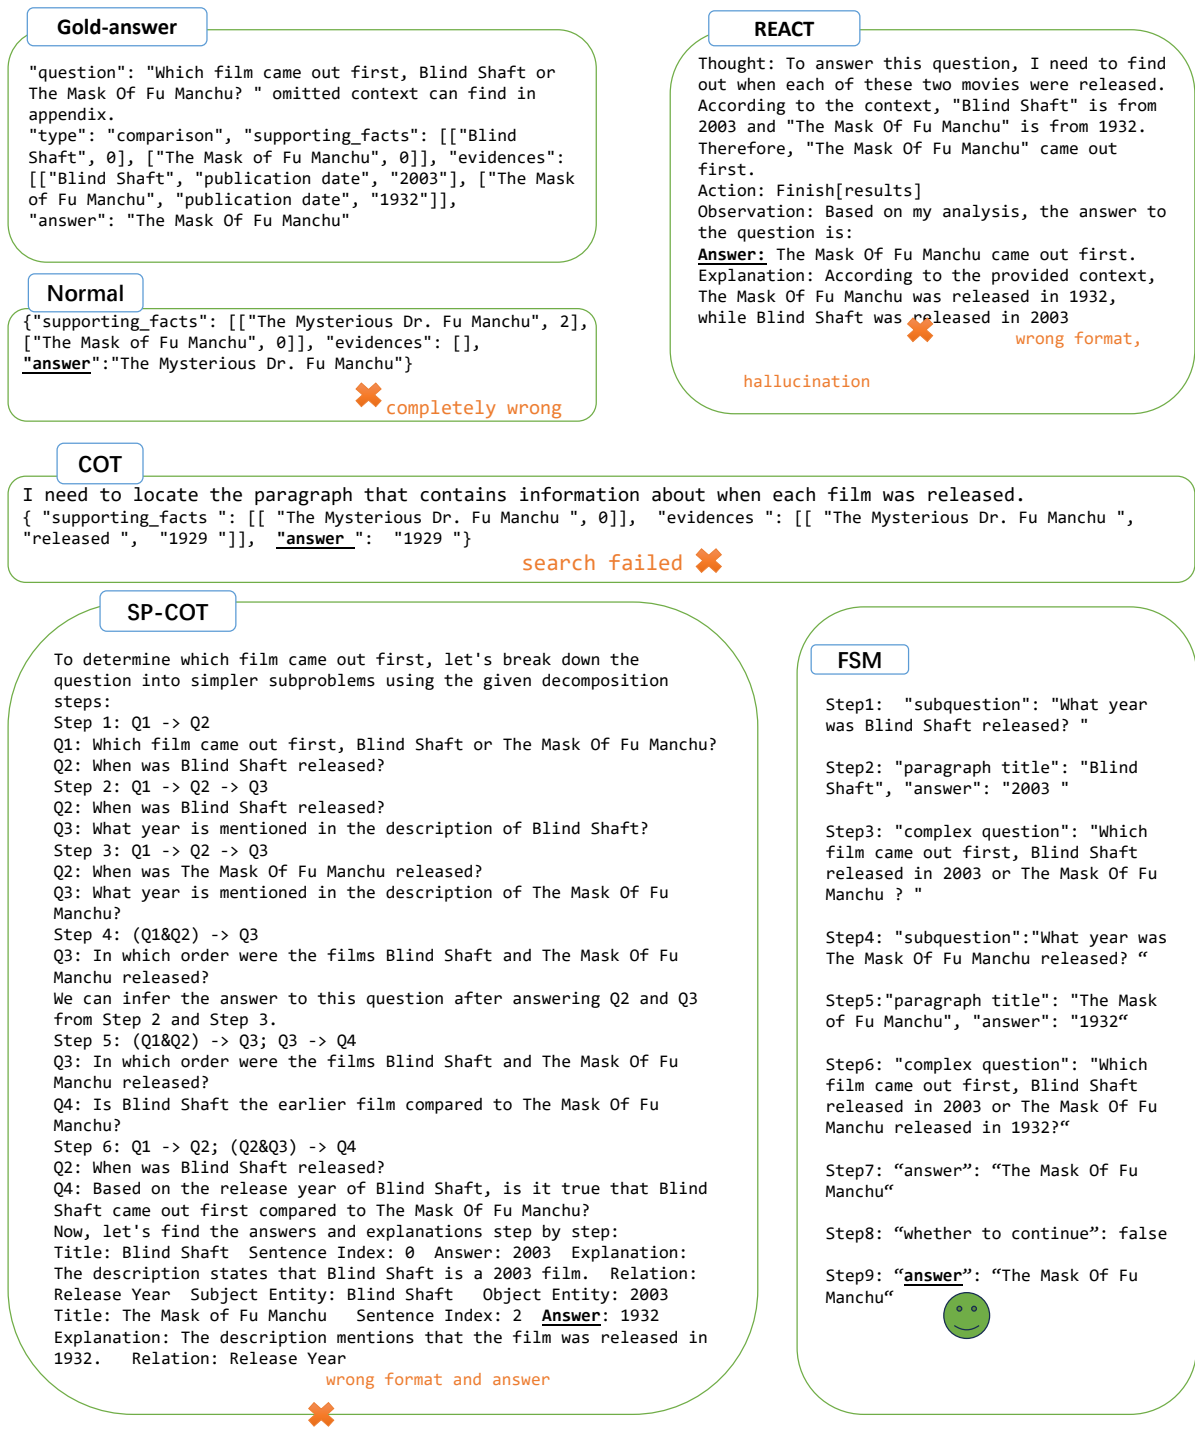 Gold-answer
"question": "Which film came out first, Blind Shaft or
The Mask Of Fu Manchu? " omitted context can find in
appendix.
"type": "comparison", "supporting_facts": [["Blind
Shaft", 0], ["The Mask of Fu Manchu", 0]], "evidences":
[["Blind Shaft", "publication date", "2003"], ["The Mask
of Fu Manchu", "publication date", "1932"]],
"answer": "The Mask Of Fu Manchu"
REACT
Thought: To answer this question, I need to find
out when each of these two movies were released.
According to the context, "Blind Shaft" is from
2003 and "The Mask Of Fu Manchu" is from 1932.
Therefore, "The Mask Of Fu Manchu" came out
first.
Action: Finish[results]
Observation: Based on my analysis, the answer to
the question is:
Answer: The Mask Of Fu Manchu came out first.
Explanation: According to the provided context,
The Mask Of Fu Manchu was released in 1932,
while Blind Shaft was released in 2003
wrong format,
hallucination
Normal
{"supporting_facts": [["The Mysterious Dr. Fu Manchu", 2],
["The Mask of Fu Manchu", 0]], "evidences": [],
"answer":"The Mysterious Dr. Fu Manchu"}
completely wrong
COT
I need to locate the paragraph that contains information about when each film was released.
{ "supporting_facts ": [[ "The Mysterious Dr. Fu Manchu ", 0]],  "evidences ": [[ "The Mysterious Dr. Fu Manchu ",
"released ",  "1929 "]],  "answer ":  "1929 "}
search failed
SP-COT
To determine which film came out first, let's break down the
question into simpler subproblems using the given decomposition
steps:
Step 1: Q1 -> Q2
Q1: Which film came out first, Blind Shaft or The Mask Of Fu Manchu?
Q2: When was Blind Shaft released?
Step 2: Q1 -> Q2 -> Q3
Q2: When was Blind Shaft released?
Q3: What year is mentioned in the description of Blind Shaft?
Step 3: Q1 -> Q2 -> Q3
Q2: When was The Mask Of Fu Manchu released?
Q3: What year is mentioned in the description of The Mask Of Fu
Manchu?
Step 4: (Q1&Q2) -> Q3
Q3: In which order were the films Blind Shaft and The Mask Of Fu
Manchu released?
We can infer the answer to this question after answering Q2 and Q3
from Step 2 and Step 3.
Step 5: (Q1&Q2) -> Q3; Q3 -> Q4
Q3: In which order were the films Blind Shaft and The Mask Of Fu
Manchu released?
Q4: Is Blind Shaft the earlier film compared to The Mask Of Fu
Manchu?
Step 6: Q1 -> Q2; (Q2&Q3) -> Q4
Q2: When was Blind Shaft released?
Q4: Based on the release year of Blind Shaft, is it true that Blind
Shaft came out first compared to The Mask Of Fu Manchu?
Now, let's find the answers and explanations step by step:
Title: Blind Shaft  Sentence Index: 0  Answer: 2003  Explanation:
The description states that Blind Shaft is a 2003 film.  Relation:
Release Year  Subject Entity: Blind Shaft   Object Entity: 2003
Title: The Mask of Fu Manchu   Sentence Index: 2  Answer: 1932
Explanation: The description mentions that the film was released in
1932.   Relation: Release Year
wrong format and answer
FSM
Step1:  "subquestion": "What year
was Blind Shaft released? "
Step2: "paragraph title": "Blind
Shaft", "answer": "2003 "
Step3: "complex question": "Which
film came out first, Blind Shaft
released in 2003 or The Mask Of Fu
Manchu ? "
Step4: "subquestion":"What year was
The Mask Of Fu Manchu released? “
Step5:"paragraph title": "The Mask
of Fu Manchu", "answer": "1932“
Step6: "complex question": "Which
film came out first, Blind Shaft
released in 2003 or The Mask Of Fu
Manchu released in 1932?“
Step7: “answer”: “The Mask Of Fu
Manchu“
Step8: “whether to continue”: false
Step9: “answer”: “The Mask Of Fu
Manchu“